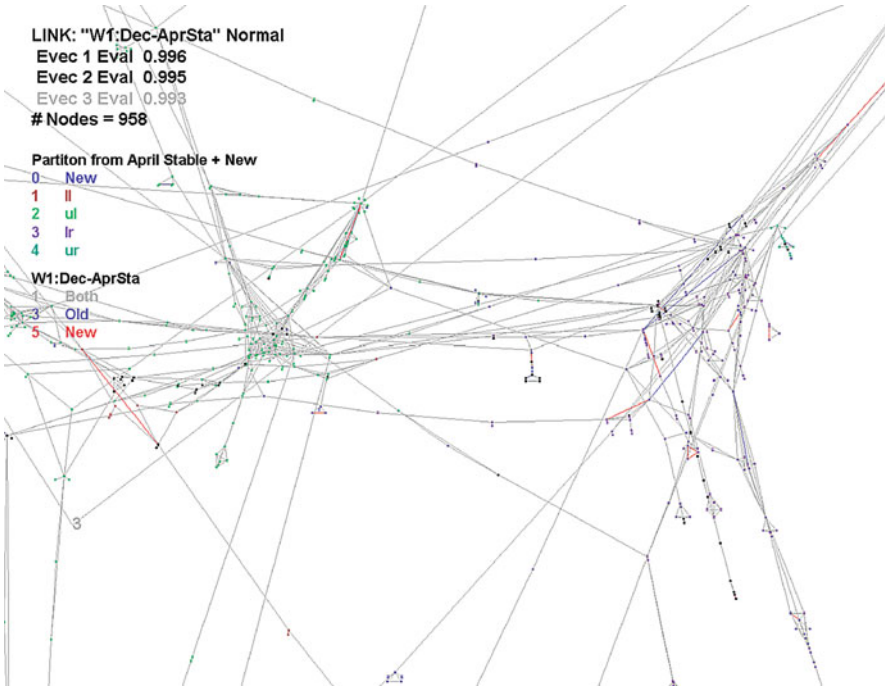 LINK: "W1:Dec-AprSta" Normal
Evec 1 Eval 0.996
Evec 2 Eval 0.995
Evec 3 Eval 0.993
# Nodes = 958
Partiton from April Stable + New
0 New
1 ll
2 ul
3 lr
4 ur
W1:Dec-AprSta
1 Both
3 Old
5 New
3